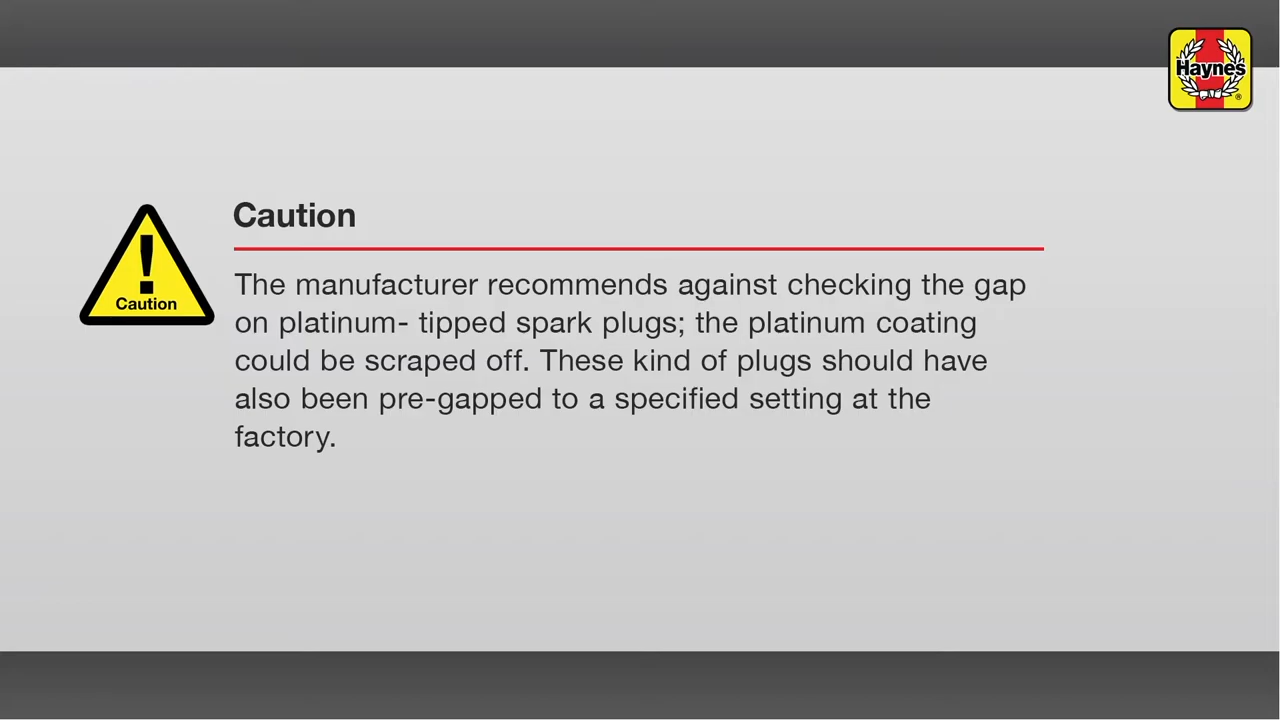 Haynes
®
Caution
Caution
The manufacturer recommends against checking the gap
on platinum- tipped spark plugs; the platinum coating
could be scraped off. These kind of plugs should have
also been pre-gapped to a specified setting at the
factory.